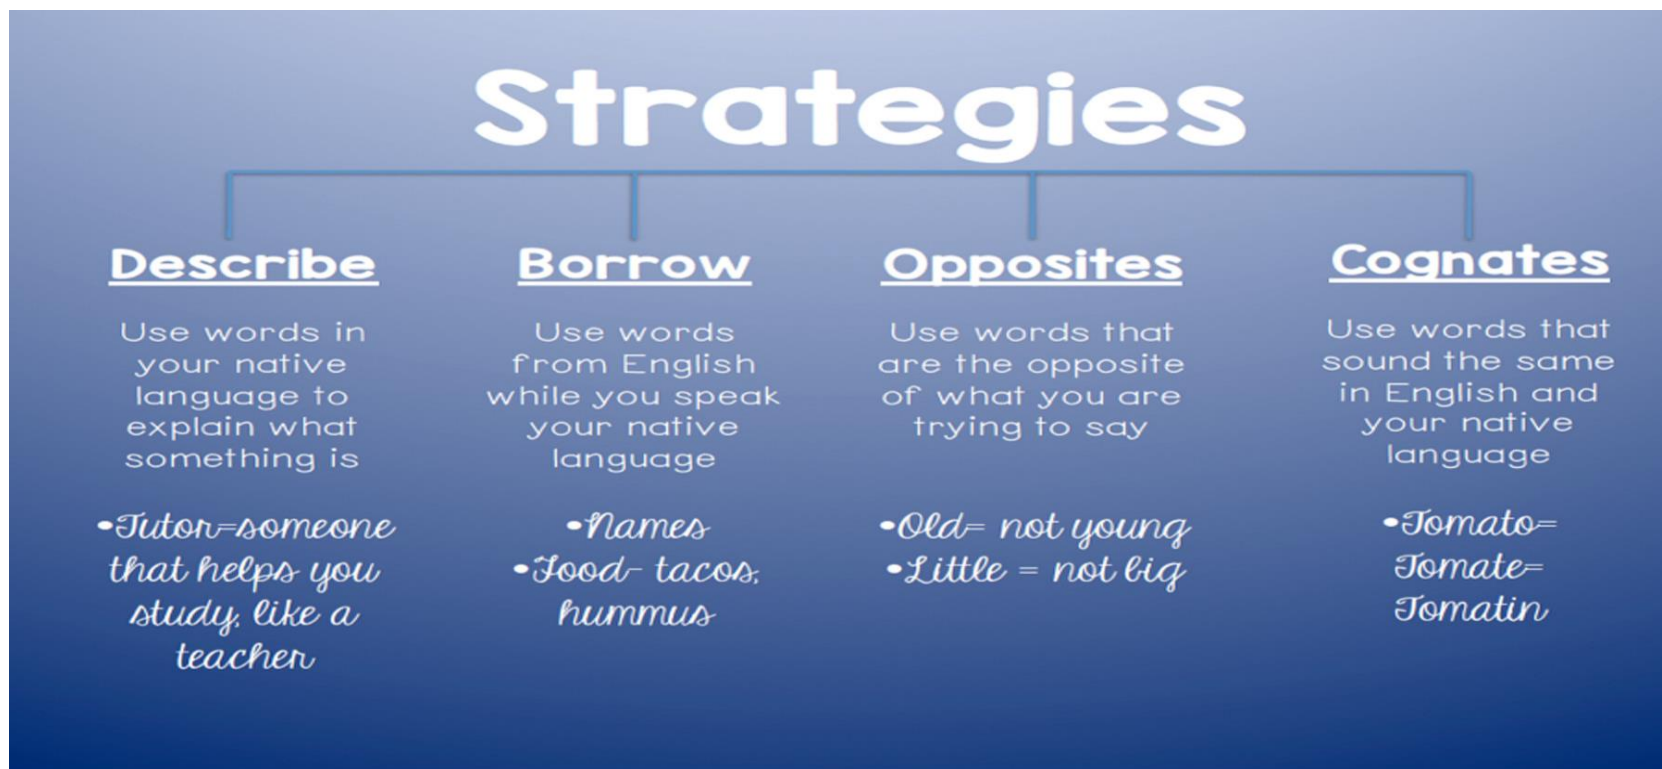 Strategies
Describe
Use words in
your native
language to
explain what
something is
•Tutor=someone
that helps you
study, like a
teacher
Borrow
Use words
from English
while you speak
your native
language
•Names
•Food- tacos,
hummus
Opposites
Use words that
are the opposite
of what you are
trying to say
•Old= not young
•Little = not big
Cognates
Use words that
sound the same
in English and
your native
language
•Tomato=
Tomate=
Tomatin